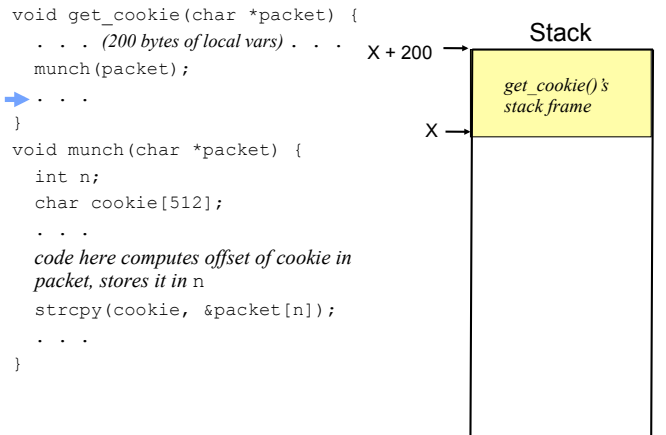 void get_cookie(char *packet) {
. . . (200 bytes of local vars) . . .
munch(packet);
. . .
}
void munch(char *packet) {
int n;
char cookie[512];
. . .
code here computes offset of cookie in
packet, stores it in n
strcpy(cookie, &packet[n]);
. . .
}
Stack
X + 200
get_cookie()'s
stack frame
X